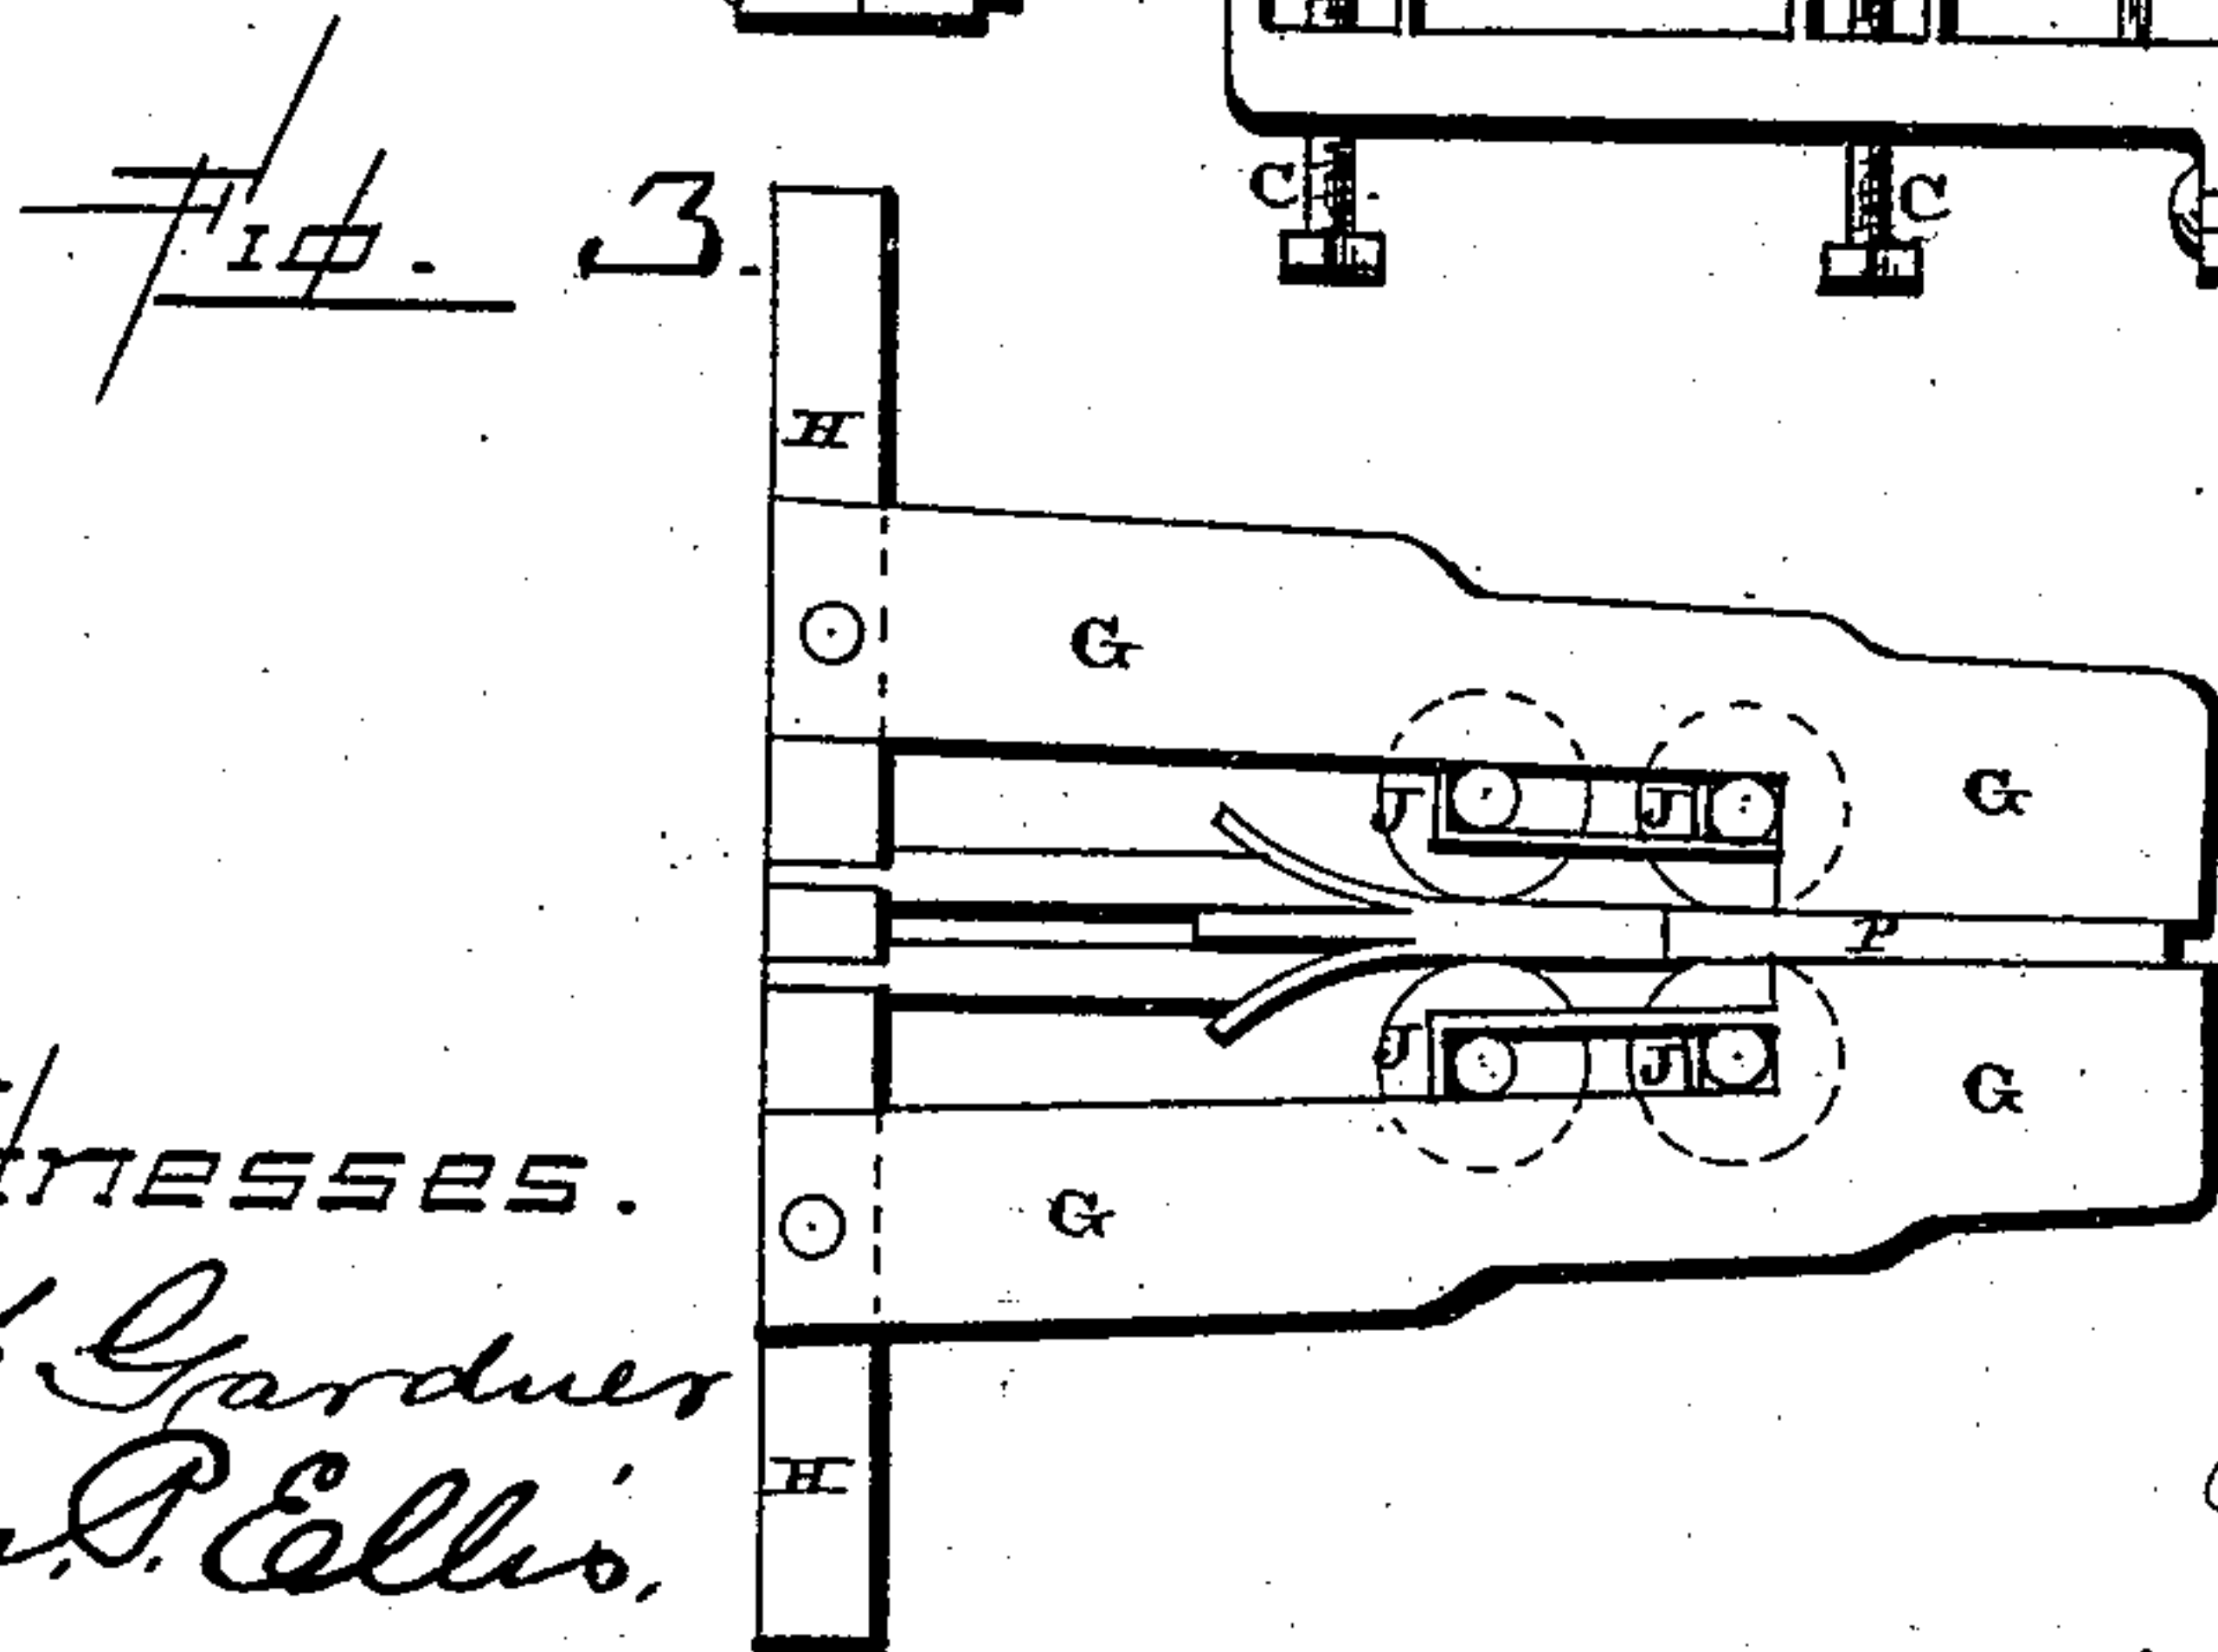 C C
Fig. 3.
H
G
G
J J
P
J J
G
G
H
nesses.
Gardner
P. Ellis.